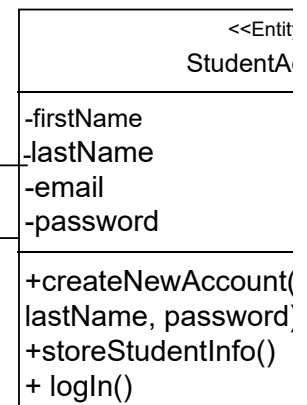 <<Entit
StudentA
-firstName
-lastName
-email
-password
+createNewAccount(
lastName, password)
+storeStudentInfo()
+ logIn()